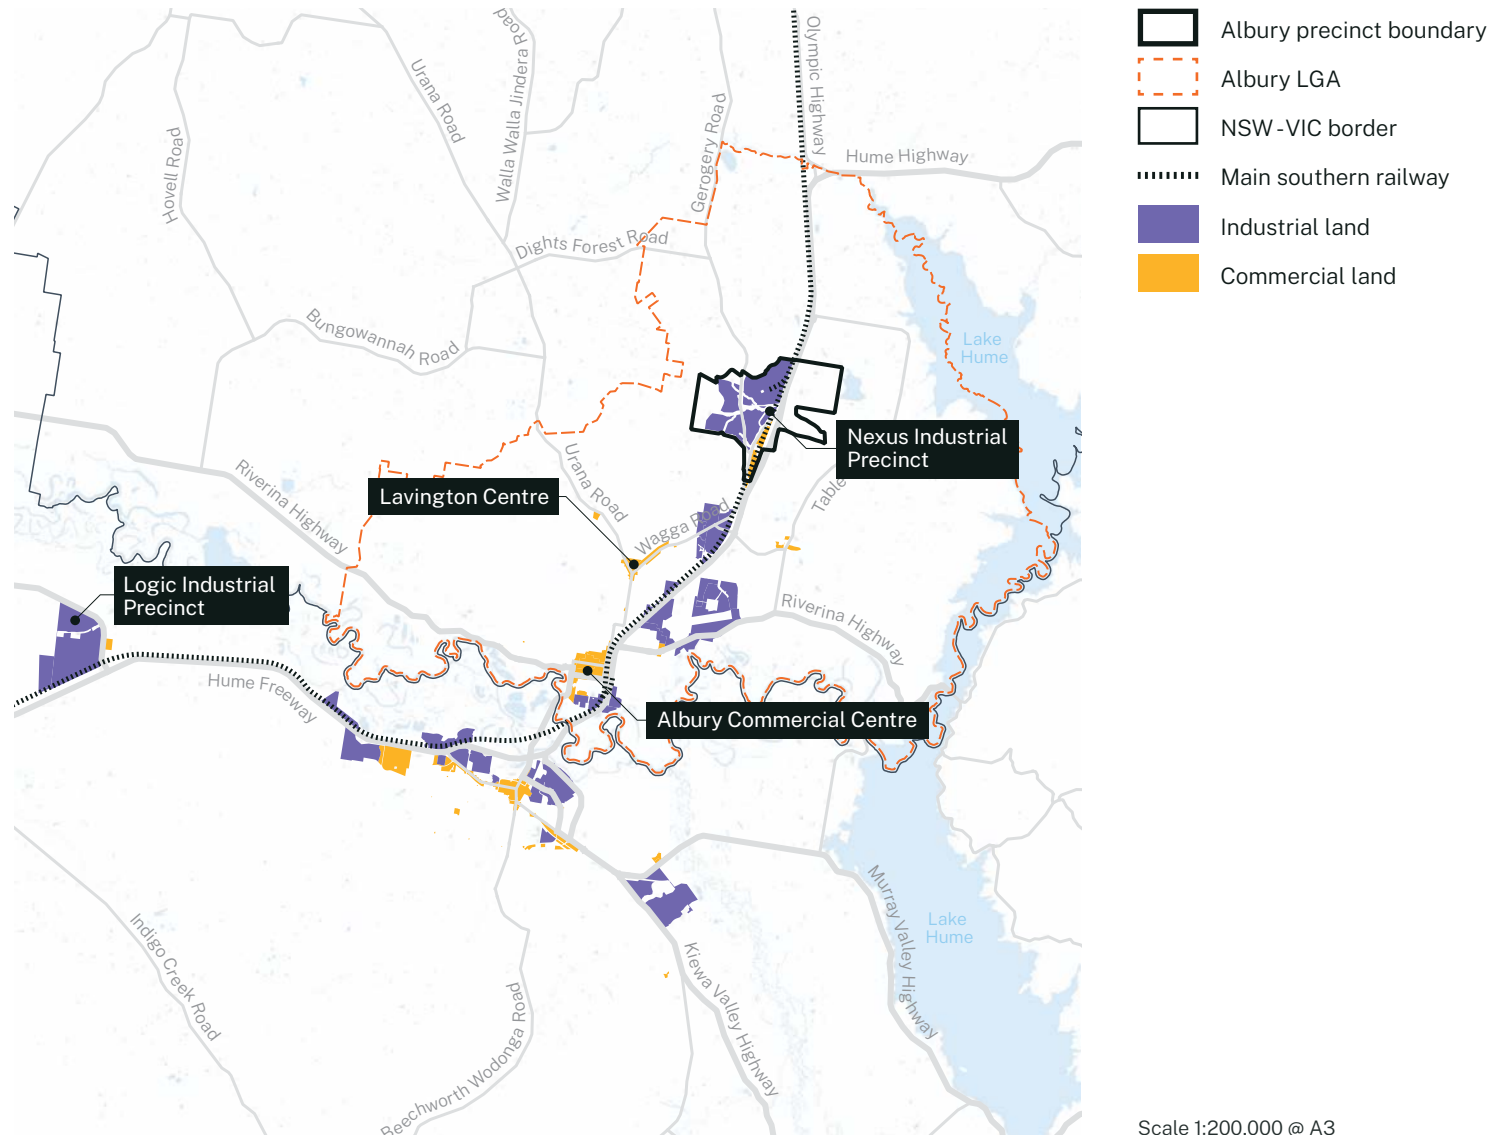 Albury precinct boundary
Albury LGA
NSW - VIC border
Main southern railway
Industrial land
Commercial land
Olympic Highway
Walla Walla Jindera Road
Urana Road
Hovell Road
Gerogery Road
Hume Highway
Dights Forest Road
Bungowannah Road
Lake
Hume
Nexus Industrial
Precinct
Riverina Highway
Lavington Centre
Urana Road
Wagga Road
Table
Logic Industrial
Precinct
Riverina Highway
Hume Freeway
Albury Commercial Centre
Murray Valley Highway
Lake
Hume
Indigo Creek Road
Kiewa Valley Highway
Beechworth Wodonga Road
Scale 1:200,000 @ A3